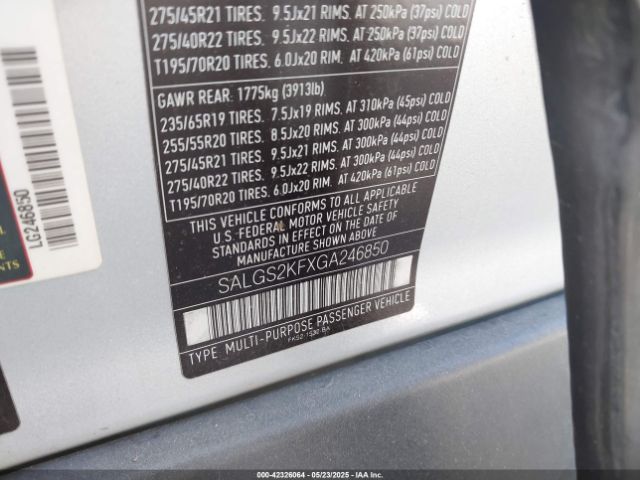 275/45R21 TIRES. 9.5Jx21 RIMS. AT 250kPa (37psi) COLD
275/40R22 TIRES. 9.5Jx22 RIMS. AT 250kPa (37psi) COLD
T195/70R20 TIRES. 6.0Jx20 RIM. AT 420kPa (61psi) COLD
GAWR REAR: 1775kg (3913lb)
235/65R19 TIRES. 7.5Jx19 RIMS. AT 310kPa (45psi) COLD
255/55R20 TIRES. 8.5Jx20 RIMS. AT 300kPa (44psi) COLD
275/45R21 TIRES. 9.5Jx21 RIMS. AT 300kPa (44psi) COLD
275/40R22 TIRES. 9.5Jx22 RIMS. AT 300kPa (44psi) COLD
T195/70R20 TIRES. 6.0Jx20 RIM. AT 420kPa (61psi) COLD
THIS VEHICLE CONFORMS TO ALL APPLICABLE
U.S. FEDERAL MOTOR VEHICLE SAFETY
STANDARDS IN EFFECT ON THE DATE OF
MANUFACTURE SHOWN ABOVE
SALGS2KFXGA246850
TYPE MULTI-PURPOSE PASSENGER VEHICLE
LG246850
00-42326064 | 05/23/2025 | COPYRIGHT IAA, LLC